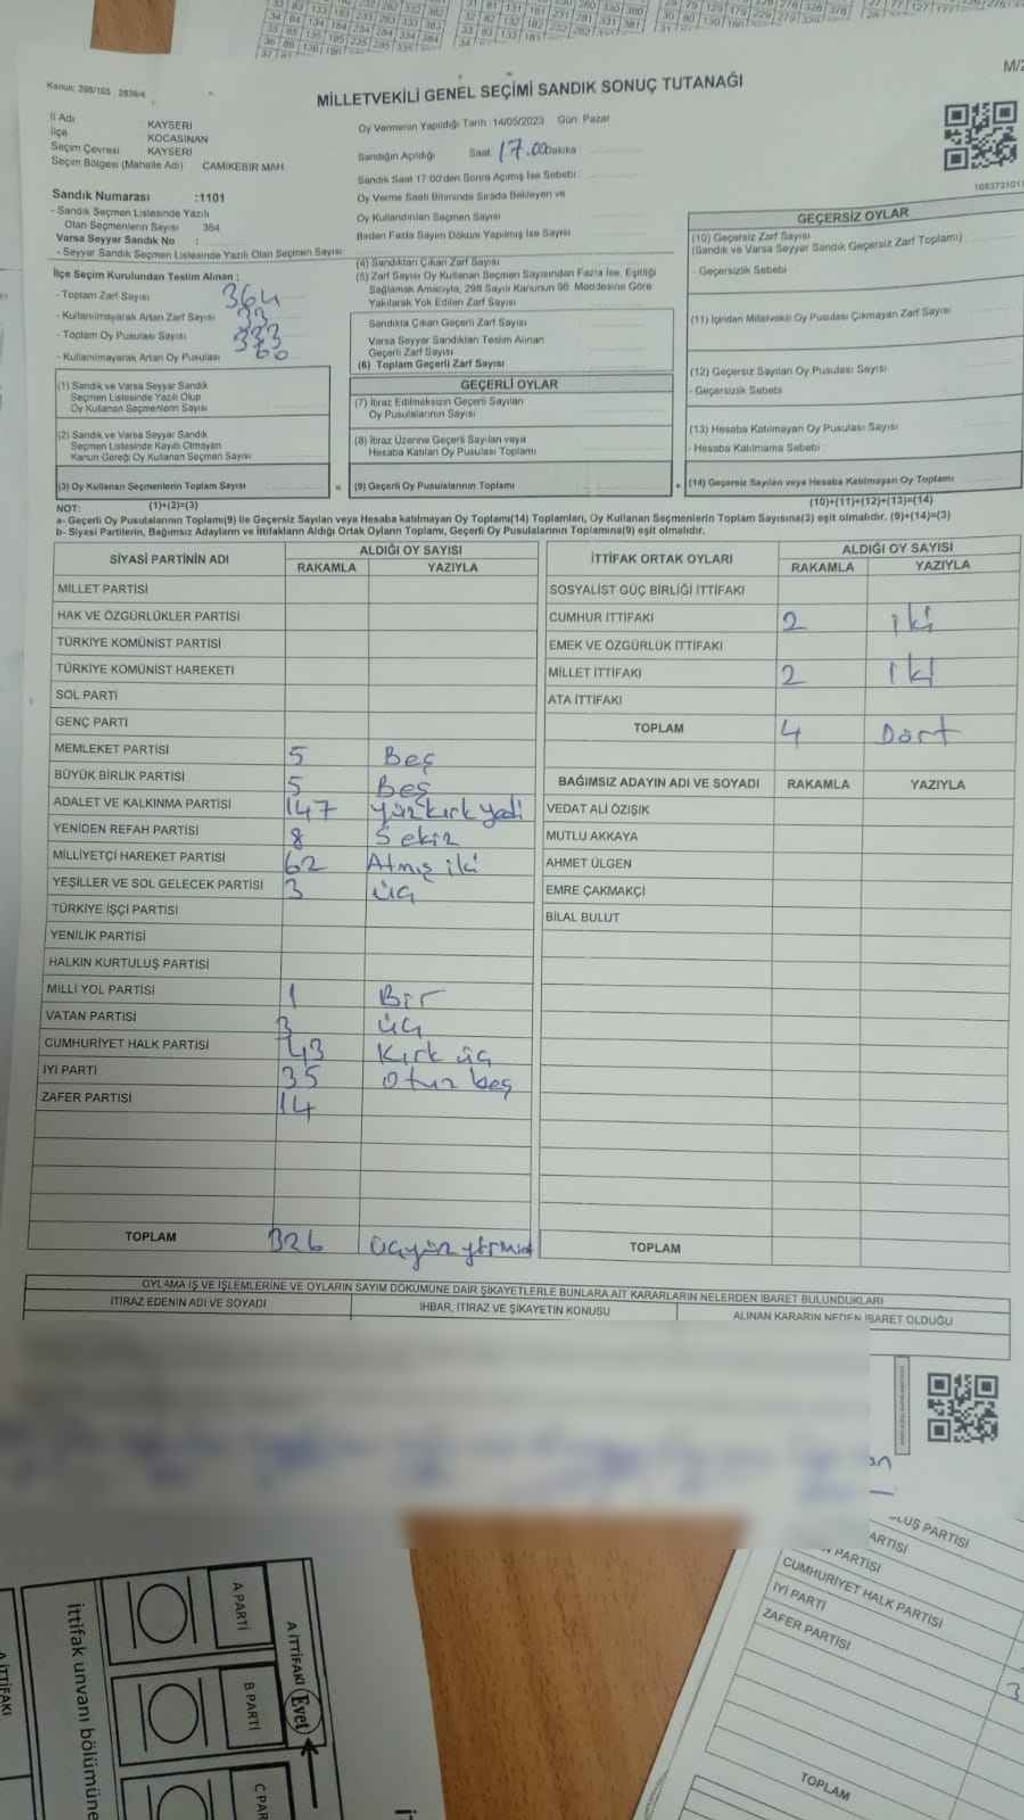 MİLLETVEKİLİ GENEL SEÇİMİ SANDIK SONUÇ TUTANAĞI
M/2
İl Adı KAYSERİ
İlçe KOCASİNAN
Seçim Çevresi KAYSERİ
Seçim Bölgesi (Mahalle Adı) CAMİKEBİR MAH.
Sandık Numarası :1101
- Sandık Seçmen Listesinde Yazılı
Olan Seçmenlerin Sayısı 364
Varsa Seyyar Sandık No :
- Seyyar Sandık Seçmen Listesinde Yazılı Olan Seçmen Sayısı
İlçe Seçim Kurulundan Teslim Alınan :
- Toplam Zarf Sayısı 364
- Kullanılmayarak Artan Zarf Sayısı
- Toplam Oy Pusulası Sayısı
- Kullanılmayarak Artan Oy Pusulası
Oy Vermenin Yapıldığı Tarih :14/05/2023 Gün: Pazar
Sandığın Açıldığı Saat: 17.00 Dakika
Sandık Saat 17:00'den Sonra Açılmış İse Sebebi:
Oy Verme Saati Bitiminde Sırada Bekleyen ve
Oy Kullandırılan Seçmen Sayısı
Birden Fazla Sayım Döküm Yapılmış İse Sayısı
(4) Sandıktan Çıkan Zarf Sayısı
(5) Zarf Sayısı Oy Kullanan Seçmen Sayısından Fazla İse, Eşitliği
Sağlamak Amacıyla, 298 Sayılı Kanunun 98. Maddesine Göre
Yakılarak Yok Edilen Zarf Sayısı
Sandıkta Çıkan Geçerli Zarf Sayısı
Varsa Seyyar Sandıktan Teslim Alınan
Geçerli Zarf Sayısı
(6) Toplam Geçerli Zarf Sayısı
GEÇERLİ OYLAR
(7) İtiraz Edilmeksizin Geçerli Sayılan
Oy Pusulalarının Sayısı
(8) İtiraz Üzerine Geçerli Sayılan veya
Hesaba Katılan Oy Pusulası Toplamı
(9) Geçerli Oy Pusulalarının Toplamı
(1) Sandık ve Varsa Seyyar Sandık
Seçmen Listesinde Yazılı Olup
Oy Kullanan Seçmenlerin Sayısı
(2) Sandık ve Varsa Seyyar Sandık
Seçmen Listesinde Kayıtlı Olmayan
Kanun Gereği Oy Kullanan Seçmen Sayısı
(3) Oy Kullanan Seçmenlerin Toplam Sayısı
(1)+(2)=(3)
GEÇERSİZ OYLAR
(10) Geçersiz Zarf Sayısı
(Sandık ve Varsa Seyyar Sandık Geçersiz Zarf Toplamı)
- Geçersizlik Sebebi
(11) İçinden Milletvekili Oy Pusulası Çıkmayan Zarf Sayısı
(12) Geçersiz Sayılan Oy Pusulası Sayısı
- Geçersizlik Sebebi
(13) Hesaba Katılmayan Oy Pusulası Sayısı
- Hesaba Katılmama Sebebi
(14) Geçersiz Sayılan veya Hesaba Katılmayan Oy Toplamı
(10)+(11)+(12)+(13)=(14)
NOT:
a- Geçerli Oy Pusulalarının Toplamı(9) ile Geçersiz Sayılan veya Hesaba katılmayan Oy Toplamı(14) Toplamları, Oy Kullanan Seçmenlerin Toplam Sayısına(3) eşit olmalıdır. (9)+(14)=(3)
b- Siyasi Partilerin, Bağımsız Adayların ve İttifakların Aldığı Ortak Oyların Toplamı, Geçerli Oy Pusulalarının Toplamına(9) eşit olmalıdır.
SİYASİ PARTİNİN ADI ALDIĞI OY SAYISI
RAKAMLA YAZIYLA
MİLLET PARTİSİ
HAK VE ÖZGÜRLÜKLER PARTİSİ
TÜRKİYE KOMÜNİST PARTİSİ
TÜRKİYE KOMÜNİST HAREKETİ
SOL PARTİ
GENÇ PARTİ
MEMLEKET PARTİSİ 5 Beş
BÜYÜK BİRLİK PARTİSİ 5 Beş
ADALET VE KALKINMA PARTİSİ 147 yüz kırk yedi
YENİDEN REFAH PARTİSİ 8 Sekiz
MİLLİYETÇİ HAREKET PARTİSİ 62 Atmış iki
YEŞİLLER VE SOL GELECEK PARTİSİ 3 üç
TÜRKİYE İŞÇİ PARTİSİ
YENİLİK PARTİSİ
HALKIN KURTULUŞ PARTİSİ
MİLLİ YOL PARTİSİ 1 Bir
VATAN PARTİSİ 3 üç
CUMHURİYET HALK PARTİSİ 43 Kırk üç
İYİ PARTİ 35 otuz beş
ZAFER PARTİSİ 14
TOPLAM 326
İTTİFAK ORTAK OYLARI ALDIĞI OY SAYISI
RAKAMLA YAZIYLA
SOSYALİST GÜÇ BİRLİĞİ İTTİFAKI
CUMHUR İTTİFAKI 2 iki
EMEK VE ÖZGÜRLÜK İTTİFAKI
MİLLET İTTİFAKI 2 iki
ATA İTTİFAKI
TOPLAM 4 Dört
BAĞIMSIZ ADAYIN ADI VE SOYADI RAKAMLA YAZIYLA
VEDAT ALİ ÖZIŞIK
MUTLU AKKAYA
AHMET ÜLGEN
EMRE ÇAKMAKÇİ
BİLAL BULUT
TOPLAM
OYLAMA İŞ VE İŞLEMLERİNE VE OYLARIN SAYIM DÖKÜMÜNE DAİR ŞİKAYETLERLE BUNLARA AİT KARARLARIN NELERDEN İBARET BULUNDUKLARI
İTİRAZ EDENİN ADI VE SOYADI İHBAR, İTİRAZ VE ŞİKAYETİN KONUSU ALINAN KARARIN NEDEN İBARET OLDUĞU
PARTİSİ
CUMHURİYET HALK PARTİSİ
İYİ PARTİ
ZAFER PARTİSİ
3
TOPLAM
A İTTİFAKI Evet
A PARTİ
B PARTİ
ittifak unvanı bölümüne
A İTTİFAKI